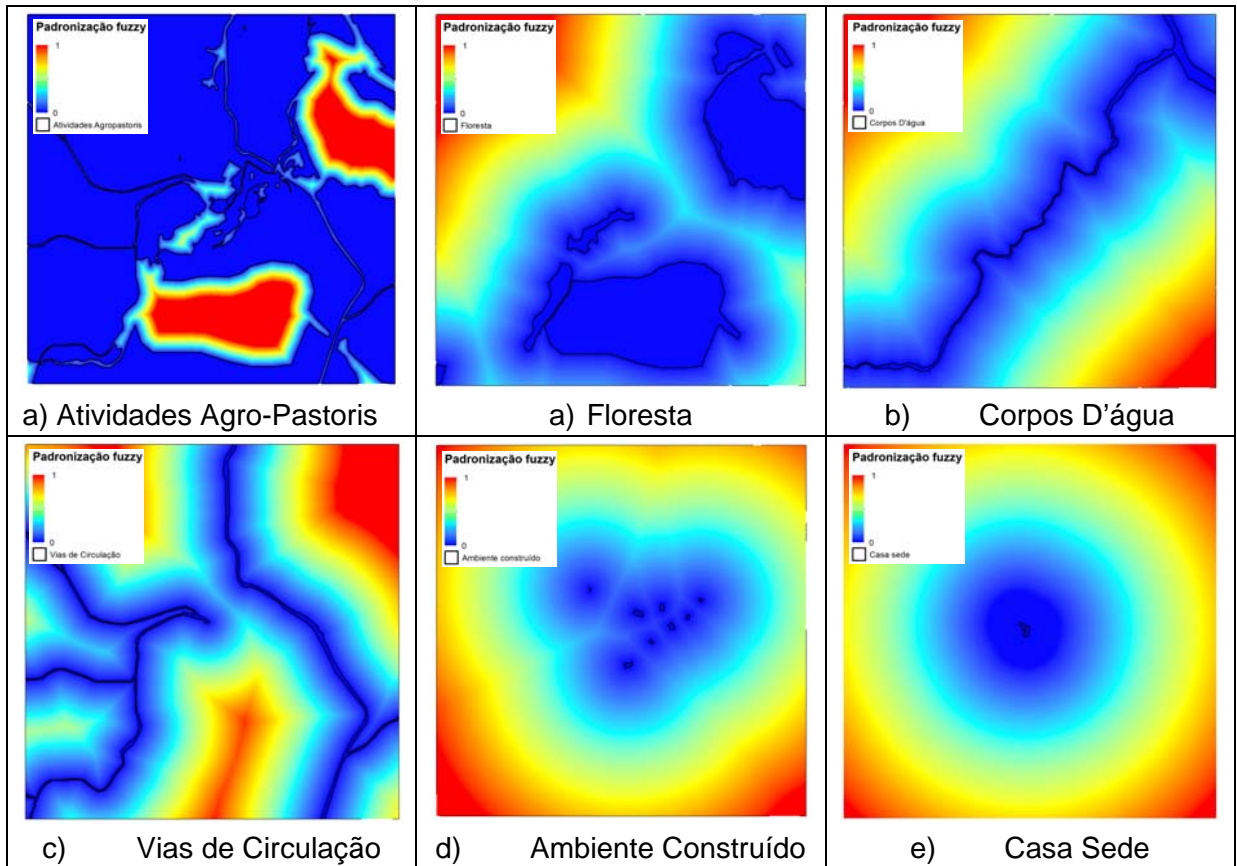 Padronização fuzzy
1
0
Atividades Agropastoris
a) Atividades Agro-Pastoris
Padronização fuzzy
1
0
Floresta
a) Floresta
Padronização fuzzy
1
0
Corpos D'água
b) Corpos D'água
Padronização fuzzy
1
0
Vias de Circulação
c) Vias de Circulação
Padronização fuzzy
1
0
Ambiente construído
d) Ambiente Construído
Padronização fuzzy
1
0
Casa sede
e) Casa Sede